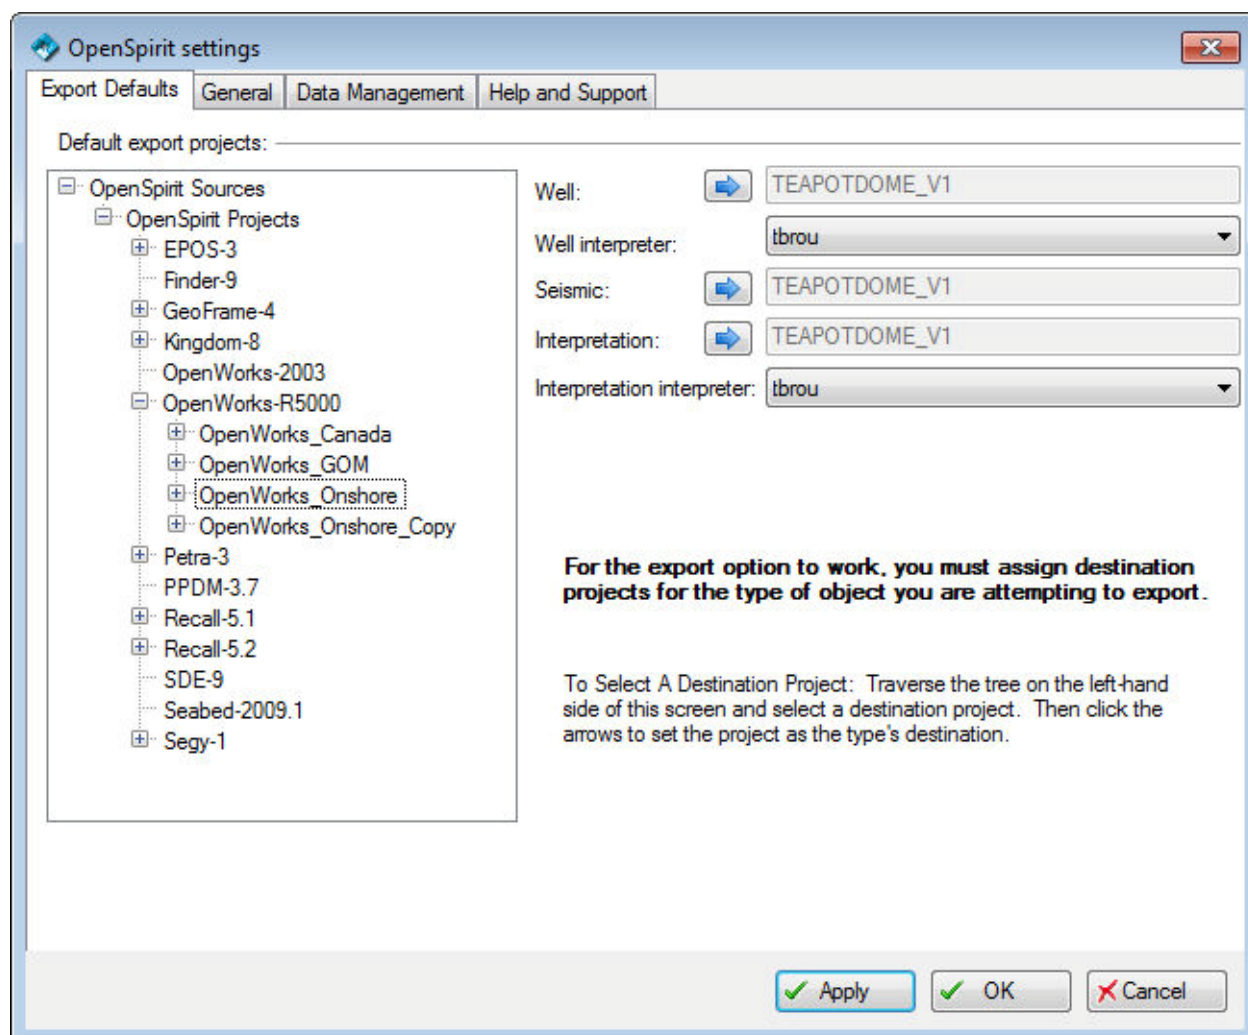 OpenSpirit settings
Export Defaults General Data Management Help and Support
Default export projects:
OpenSpirit Sources
OpenSpirit Projects
EPOS-3
Finder-9
GeoFrame-4
Kingdom-8
OpenWorks-2003
OpenWorks-R5000
OpenWorks_Canada
OpenWorks_GOM
OpenWorks_Onshore
OpenWorks_Onshore_Copy
Petra-3
PPDM-3.7
Recall-5.1
Recall-5.2
SDE-9
Seabed-2009.1
Segy-1
Well: TEAPOTDOME_V1
Well interpreter: tbrou
Seismic: TEAPOTDOME_V1
Interpretation: TEAPOTDOME_V1
Interpretation interpreter: tbrou
For the export option to work, you must assign destination
projects for the type of object you are attempting to export.
To Select A Destination Project: Traverse the tree on the left-hand
side of this screen and select a destination project. Then click the
arrows to set the project as the type's destination.
Apply OK Cancel